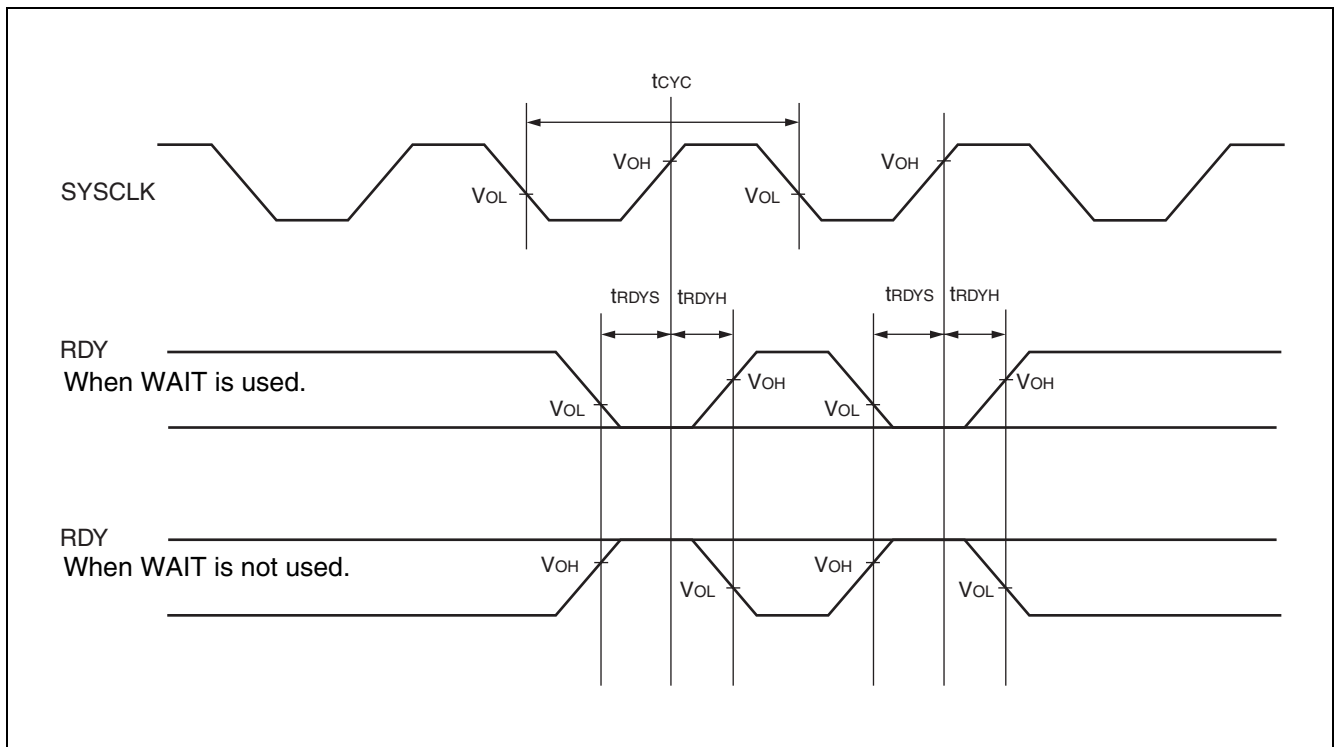 tCYC
VOH VOH
SYSCLK VOL VOL
tRDYS tRDYH tRDYS tRDYH
RDY
When WAIT is used. VOH VOH
VOL VOL
RDY
When WAIT is not used. VOH VOH
VOL VOL